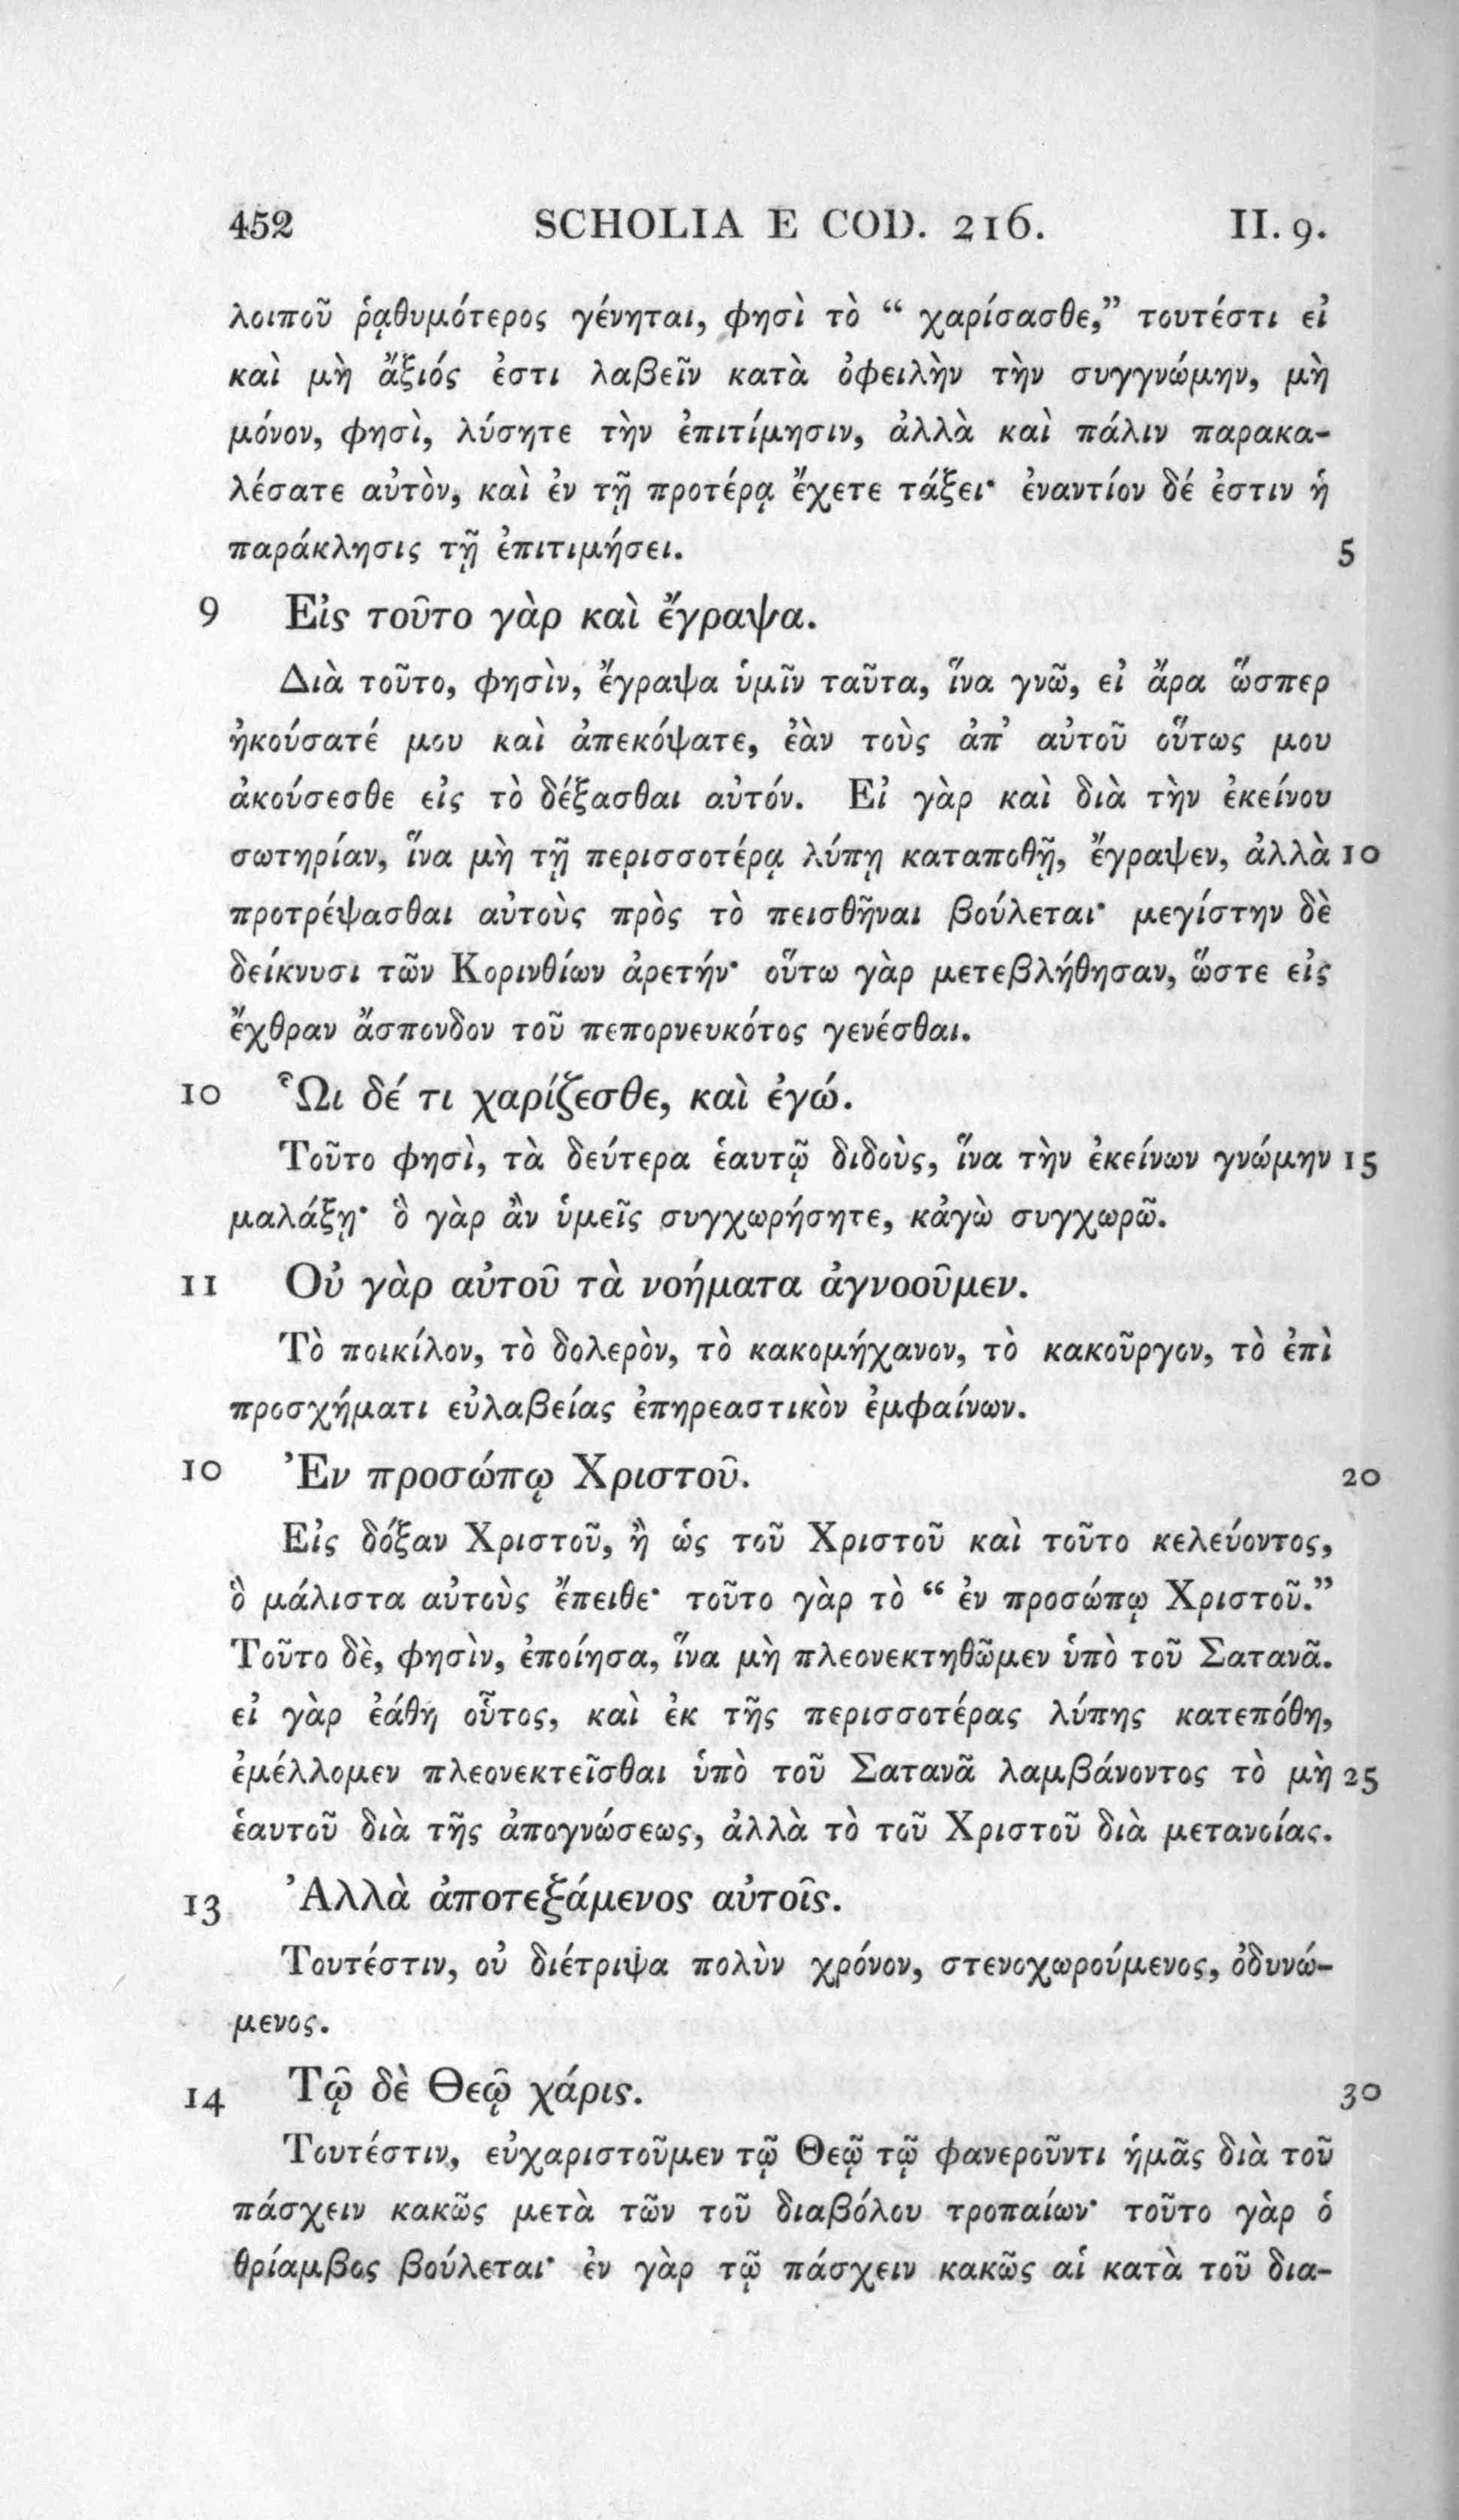 452 SCHOLIA E COD. 216. II. 9.
λοιποῦ ῥᾳθυμότερος γένηται, φησὶ τὸ “ χαρίσασθε,” τουτέστι εἰ
καὶ μὴ ἄξιός ἐστι λαβεῖν κατὰ ὀφειλὴν τὴν συγγνώμην, μὴ
μόνον, φησὶ, λύσητε τὴν ἐπιτίμησιν, ἀλλὰ καὶ πάλιν παρακα-
λέσατε αὐτὸν, καὶ ἐν τῇ προτέρᾳ ἔχετε τάξει· ἐναντίον δέ ἐστιν ἡ
παράκλησις τῇ ἐπιτιμήσει. 5
9 Εἰς τοῦτο γὰρ καὶ ἔγραψα.
Διὰ τοῦτο, φησὶν, ἔγραψα ὑμῖν ταῦτα, ἵνα γνῶ, εἰ ἄρα ὥσπερ
ἠκούσατέ μου καὶ ἀπεκόψατε, ἐὰν τοὺς ἀπ’ αὐτοῦ οὕτως μου
ἀκούσεσθε εἰς τὸ δέξασθαι αὐτόν. Εἰ γὰρ καὶ διὰ τὴν ἐκείνου
σωτηρίαν, ἵνα μὴ τῇ περισσοτέρᾳ λύπῃ καταποθῇ, ἔγραψεν, ἀλλὰ 10
προτρέψασθαι αὐτοὺς πρὸς τὸ πεισθῆναι βούλεται· μεγίστην δὲ
δείκνυσι τῶν Κορινθίων ἀρετήν· οὕτω γὰρ μετεβλήθησαν, ὥστε εἰς
ἔχθραν ἄσπονδον τοῦ πεπορνευκότος γενέσθαι.
10 Ὧι δέ τι χαρίζεσθε, καὶ ἐγώ.
Τοῦτο φησὶ, τὰ δεύτερα ἑαυτῷ διδοὺς, ἵνα τὴν ἐκείνων γνώμην 15
μαλάξῃ· ὃ γὰρ ἂν ὑμεῖς συγχωρήσητε, κἀγὼ συγχωρῶ.
11 Οὐ γὰρ αὐτοῦ τὰ νοήματα ἀγνοοῦμεν.
Τὸ ποικίλον, τὸ δολερὸν, τὸ κακομήχανον, τὸ κακοῦργον, τὸ ἐπὶ
προσχήματι εὐλαβείας ἐπηρεαστικὸν ἐμφαίνων.
10 Ἐν προσώπῳ Χριστοῦ. 20
Εἰς δόξαν Χριστοῦ, ἢ ὡς τοῦ Χριστοῦ καὶ τοῦτο κελεύοντος,
ὃ μάλιστα αὐτοὺς ἔπειθε· τοῦτο γὰρ τὸ “ ἐν προσώπῳ Χριστοῦ.”
Τοῦτο δὲ, φησὶν, ἐποίησα, ἵνα μὴ πλεονεκτηθῶμεν ὑπὸ τοῦ Σατανᾶ.
εἰ γὰρ ἐάθη οὗτος, καὶ ἐκ τῆς περισσοτέρας λύπης κατεπόθη,
ἐμέλλομεν πλεονεκτεῖσθαι ὑπὸ τοῦ Σατανᾶ λαμβάνοντος τὸ μὴ 25
ἑαυτοῦ διὰ τῆς ἀπογνώσεως, ἀλλὰ τὸ τοῦ Χριστοῦ διὰ μετανοίας.
13 Ἀλλὰ ἀποτεξάμενος αὐτοῖς.
Τουτέστιν, οὐ διέτριψα πολὺν χρόνον, στενοχωρούμενος, ὀδυνώ-
μενος.
14 Τῷ δὲ Θεῷ χάρις. 30
Τουτέστιν, εὐχαριστοῦμεν τῷ Θεῷ τῷ φανεροῦντι ἡμᾶς διὰ τοῦ
πάσχειν κακῶς μετὰ τῶν τοῦ διαβόλου τροπαίων· τοῦτο γὰρ ὁ
θρίαμβος βούλεται· ἐν γὰρ τῷ πάσχειν κακῶς αἱ κατὰ τοῦ δια-